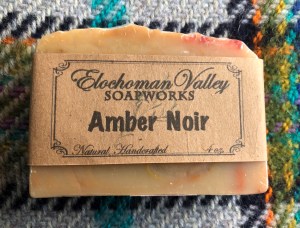 Elochoman Valley
SOAPWORKS
Amber Noir
Natural, Handcrafted 4 oz.